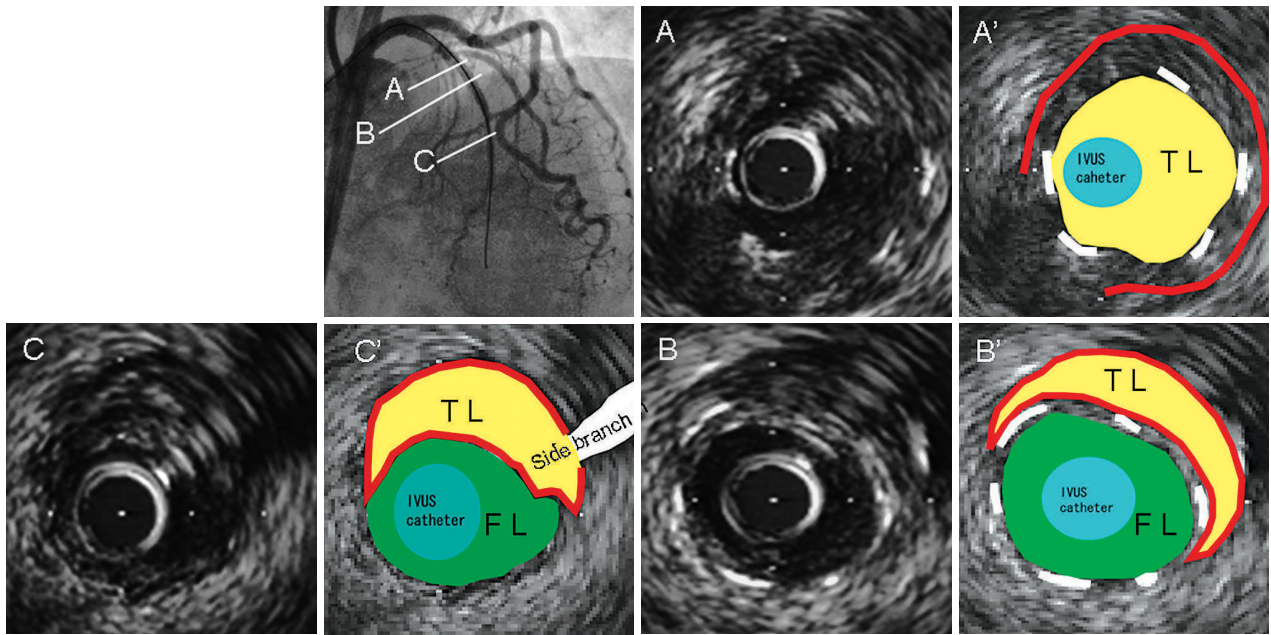 A
B
C
A
A'
IVUS
caheter
T L
C
C'
T L
Side branch
IVUS
catheter
F L
B
B'
T L
IVUS
catheter
F L